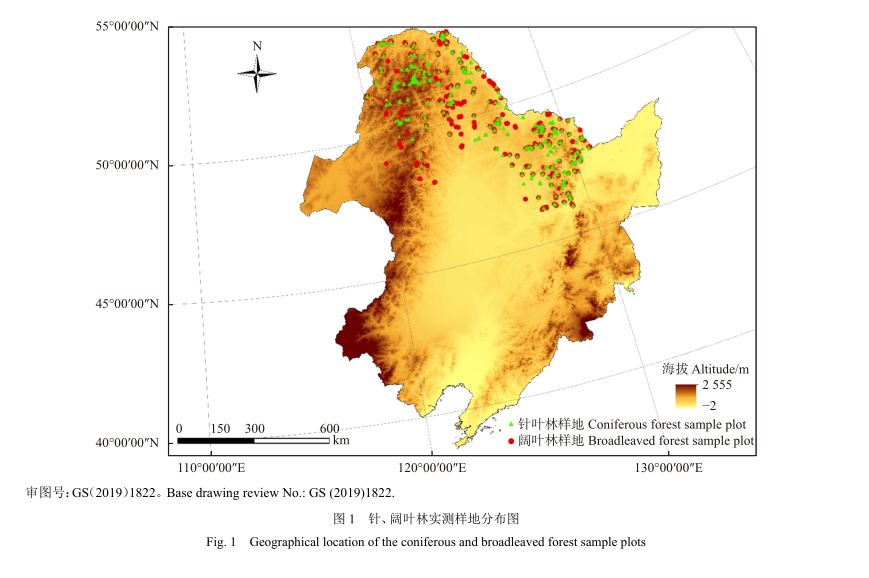 55°00′00″N
N
50°00′00″N
45°00′00″N
40°00′00″N
海拔 Altitude/m
2 555
−2
针叶林样地 Coniferous forest sample plot
阔叶林样地 Broadleaved forest sample plot
0 150 300 600
km
110°00′00″E 120°00′00″E 130°00′00″E
审图号：GS（2019）1822。Base drawing review No.: GS (2019)1822.
图 1 针、阔叶林实测样地分布图
Fig. 1 Geographical location of the coniferous and broadleaved forest sample plots